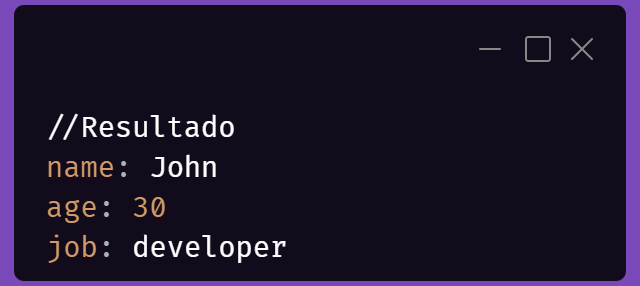 //Resultado
name: John
age: 30
job: developer